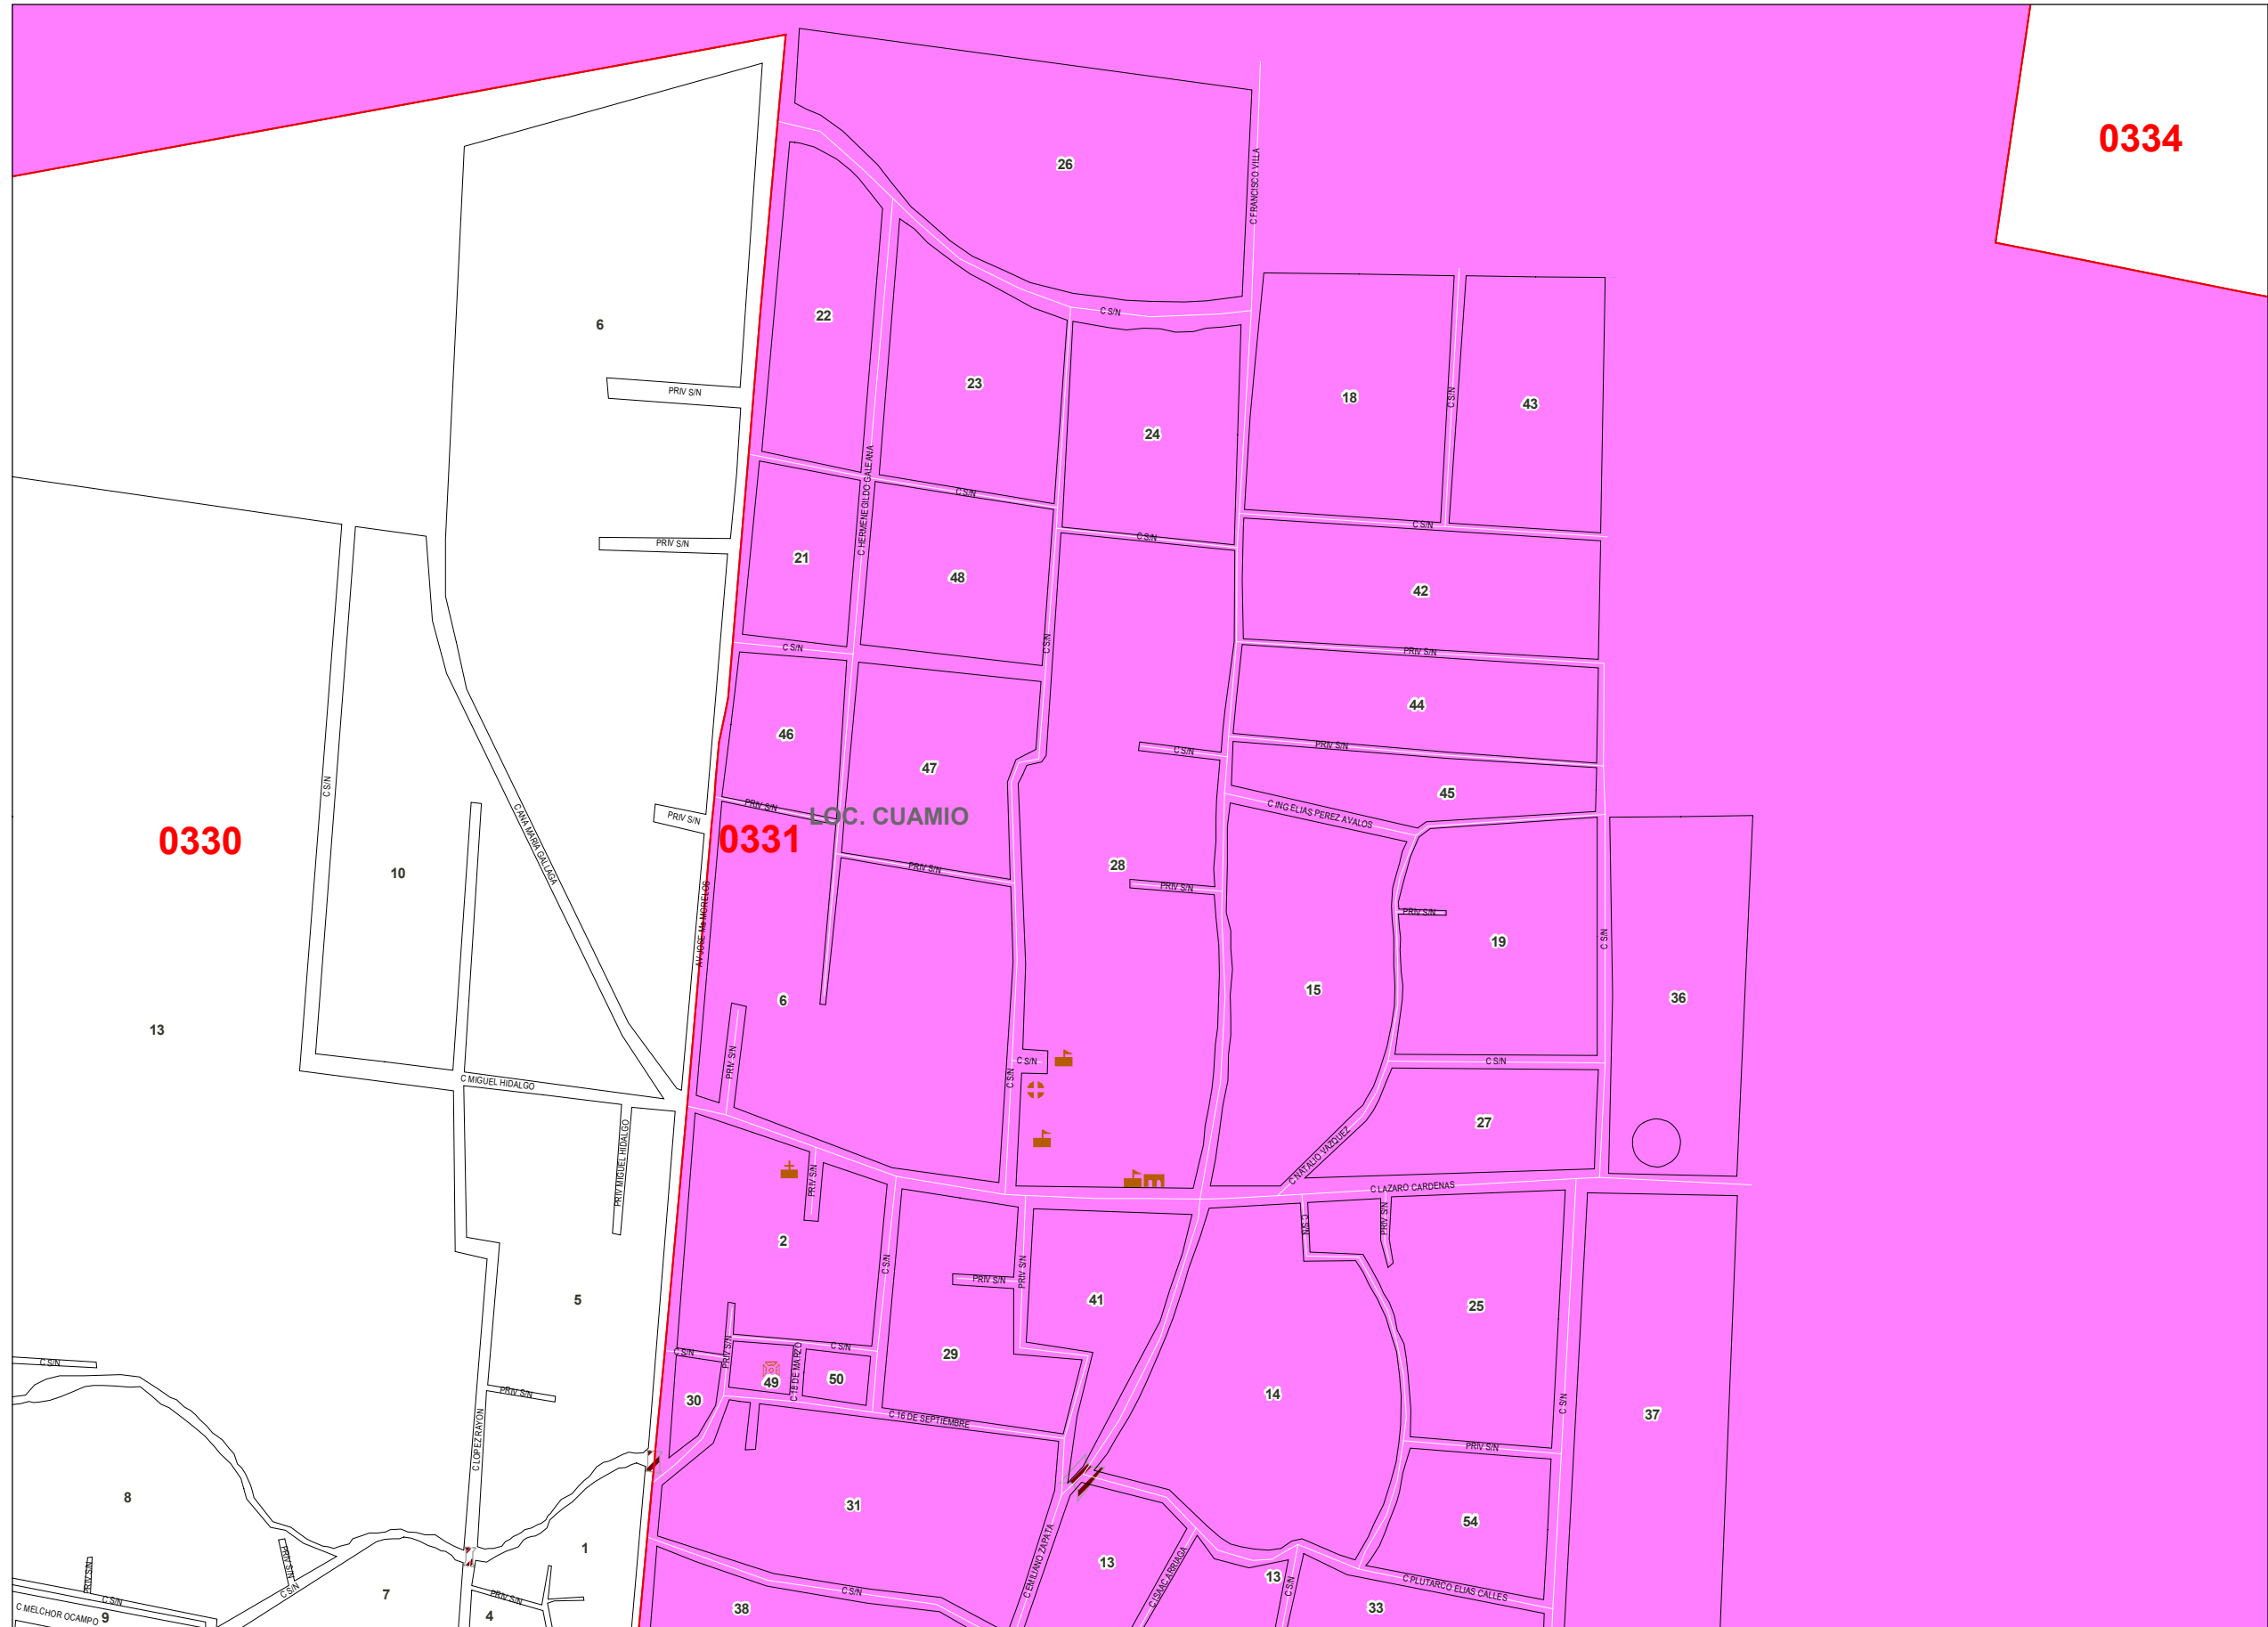 0334
26
C FRANCISCO VILLA
22
6
C S/N
23
PRIV S/N
18
C S/N
43
24
C HERMENEGILDO GALEANA
C S/N
C S/N
C S/N
PRIV S/N
21
48
42
C S/N
C S/N
PRIV S/N
46
44
47
C S/N
PRIV S/N
C S/N
45
PRIV S/N
C ING ELIAS PEREZ AVALOS
PRIV S/N
LOC. CUAMIO
0330
0331
C ANA MARIA GALLAGA
10
28
PRIV S/N
PRIV S/N
AV JOSE Ma MORELOS
PRIV S/N
19
C S/N
15
36
6
13
PRIV S/N
C S/N
C S/N
C S/N
C MIGUEL HIDALGO
27
PRIV MIGUEL HIDALGO
C NATALIO VAZQUEZ
PRIV S/N
C LAZARO CARDENAS
C S/N
PRIV S/N
2
C S/N
PRIV S/N
PRIV S/N
5
41
25
C S/N
PRIV S/N
C S/N
C S/N
C 18 DE MARZO
29
49
50
30
14
PRIV S/N
C 16 DE SEPTIEMBRE
C S/N
37
C LOPEZ RAYON
PRIV S/N
8
31
54
1
PRIV S/N
PRIV S/N
C S/N
C S/N
C EMILIANO ZAPATA
13
C ISAAC ARRIAGA
13
C S/N
C PLUTARCO ELIAS CALLES
C S/N
7
PRIV S/N
4
C MELCHOR OCAMPO
9
38
33